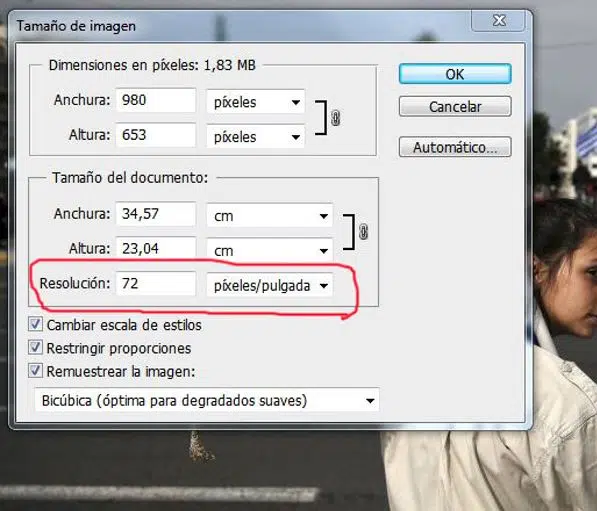 Tamaño de imagen
Dimensiones en píxeles: 1,83 MB
Anchura: 980 píxeles
Altura: 653 píxeles
Tamaño del documento:
Anchura: 34,57 cm
Altura: 23,04 cm
Resolución: 72 píxeles/pulgada
Cambiar escala de estilos
Restringir proporciones
Remuestrear la imagen:
Bicúbica (óptima para degradados suaves)
OK
Cancelar
Automático...